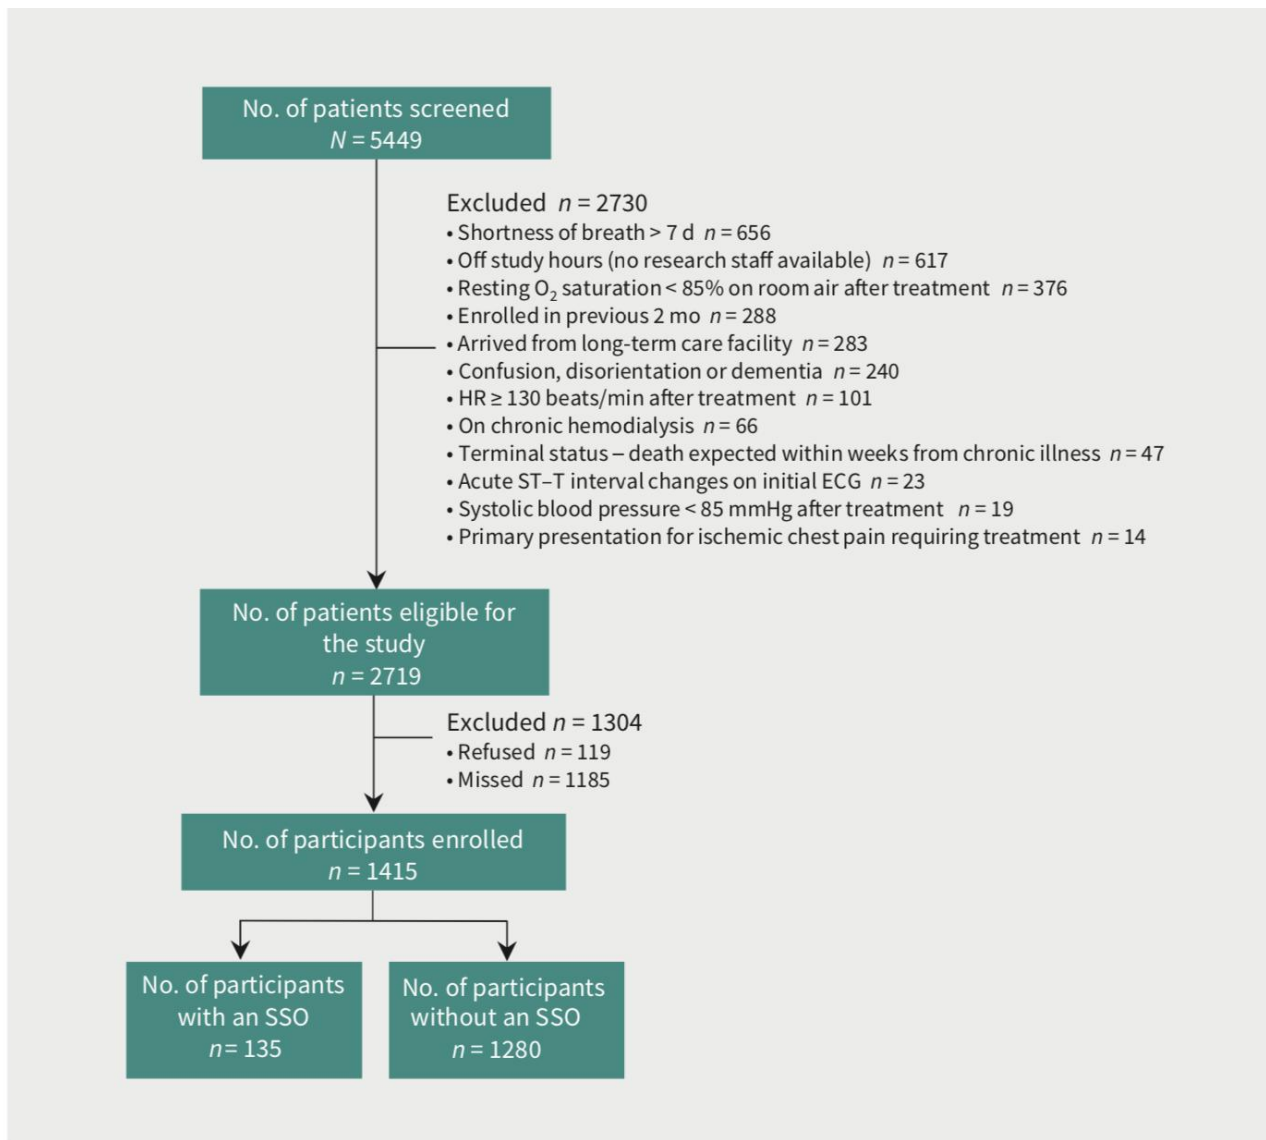 No. of patients screened
N = 5449
Excluded n = 2730
• Shortness of breath > 7 d n = 656
• Off study hours (no research staff available) n = 617
• Resting O₂ saturation < 85% on room air after treatment n = 376
• Enrolled in previous 2 mo n = 288
• Arrived from long-term care facility n = 283
• Confusion, disorientation or dementia n = 240
• HR ≥ 130 beats/min after treatment n = 101
• On chronic hemodialysis n = 66
• Terminal status – death expected within weeks from chronic illness n = 47
• Acute ST–T interval changes on initial ECG n = 23
• Systolic blood pressure < 85 mmHg after treatment n = 19
• Primary presentation for ischemic chest pain requiring treatment n = 14
No. of patients eligible for
the study
n = 2719
Excluded n = 1304
• Refused n = 119
• Missed n = 1185
No. of participants enrolled
n = 1415
No. of participants
with an SSO
n= 135
No. of participants
without an SSO
n = 1280